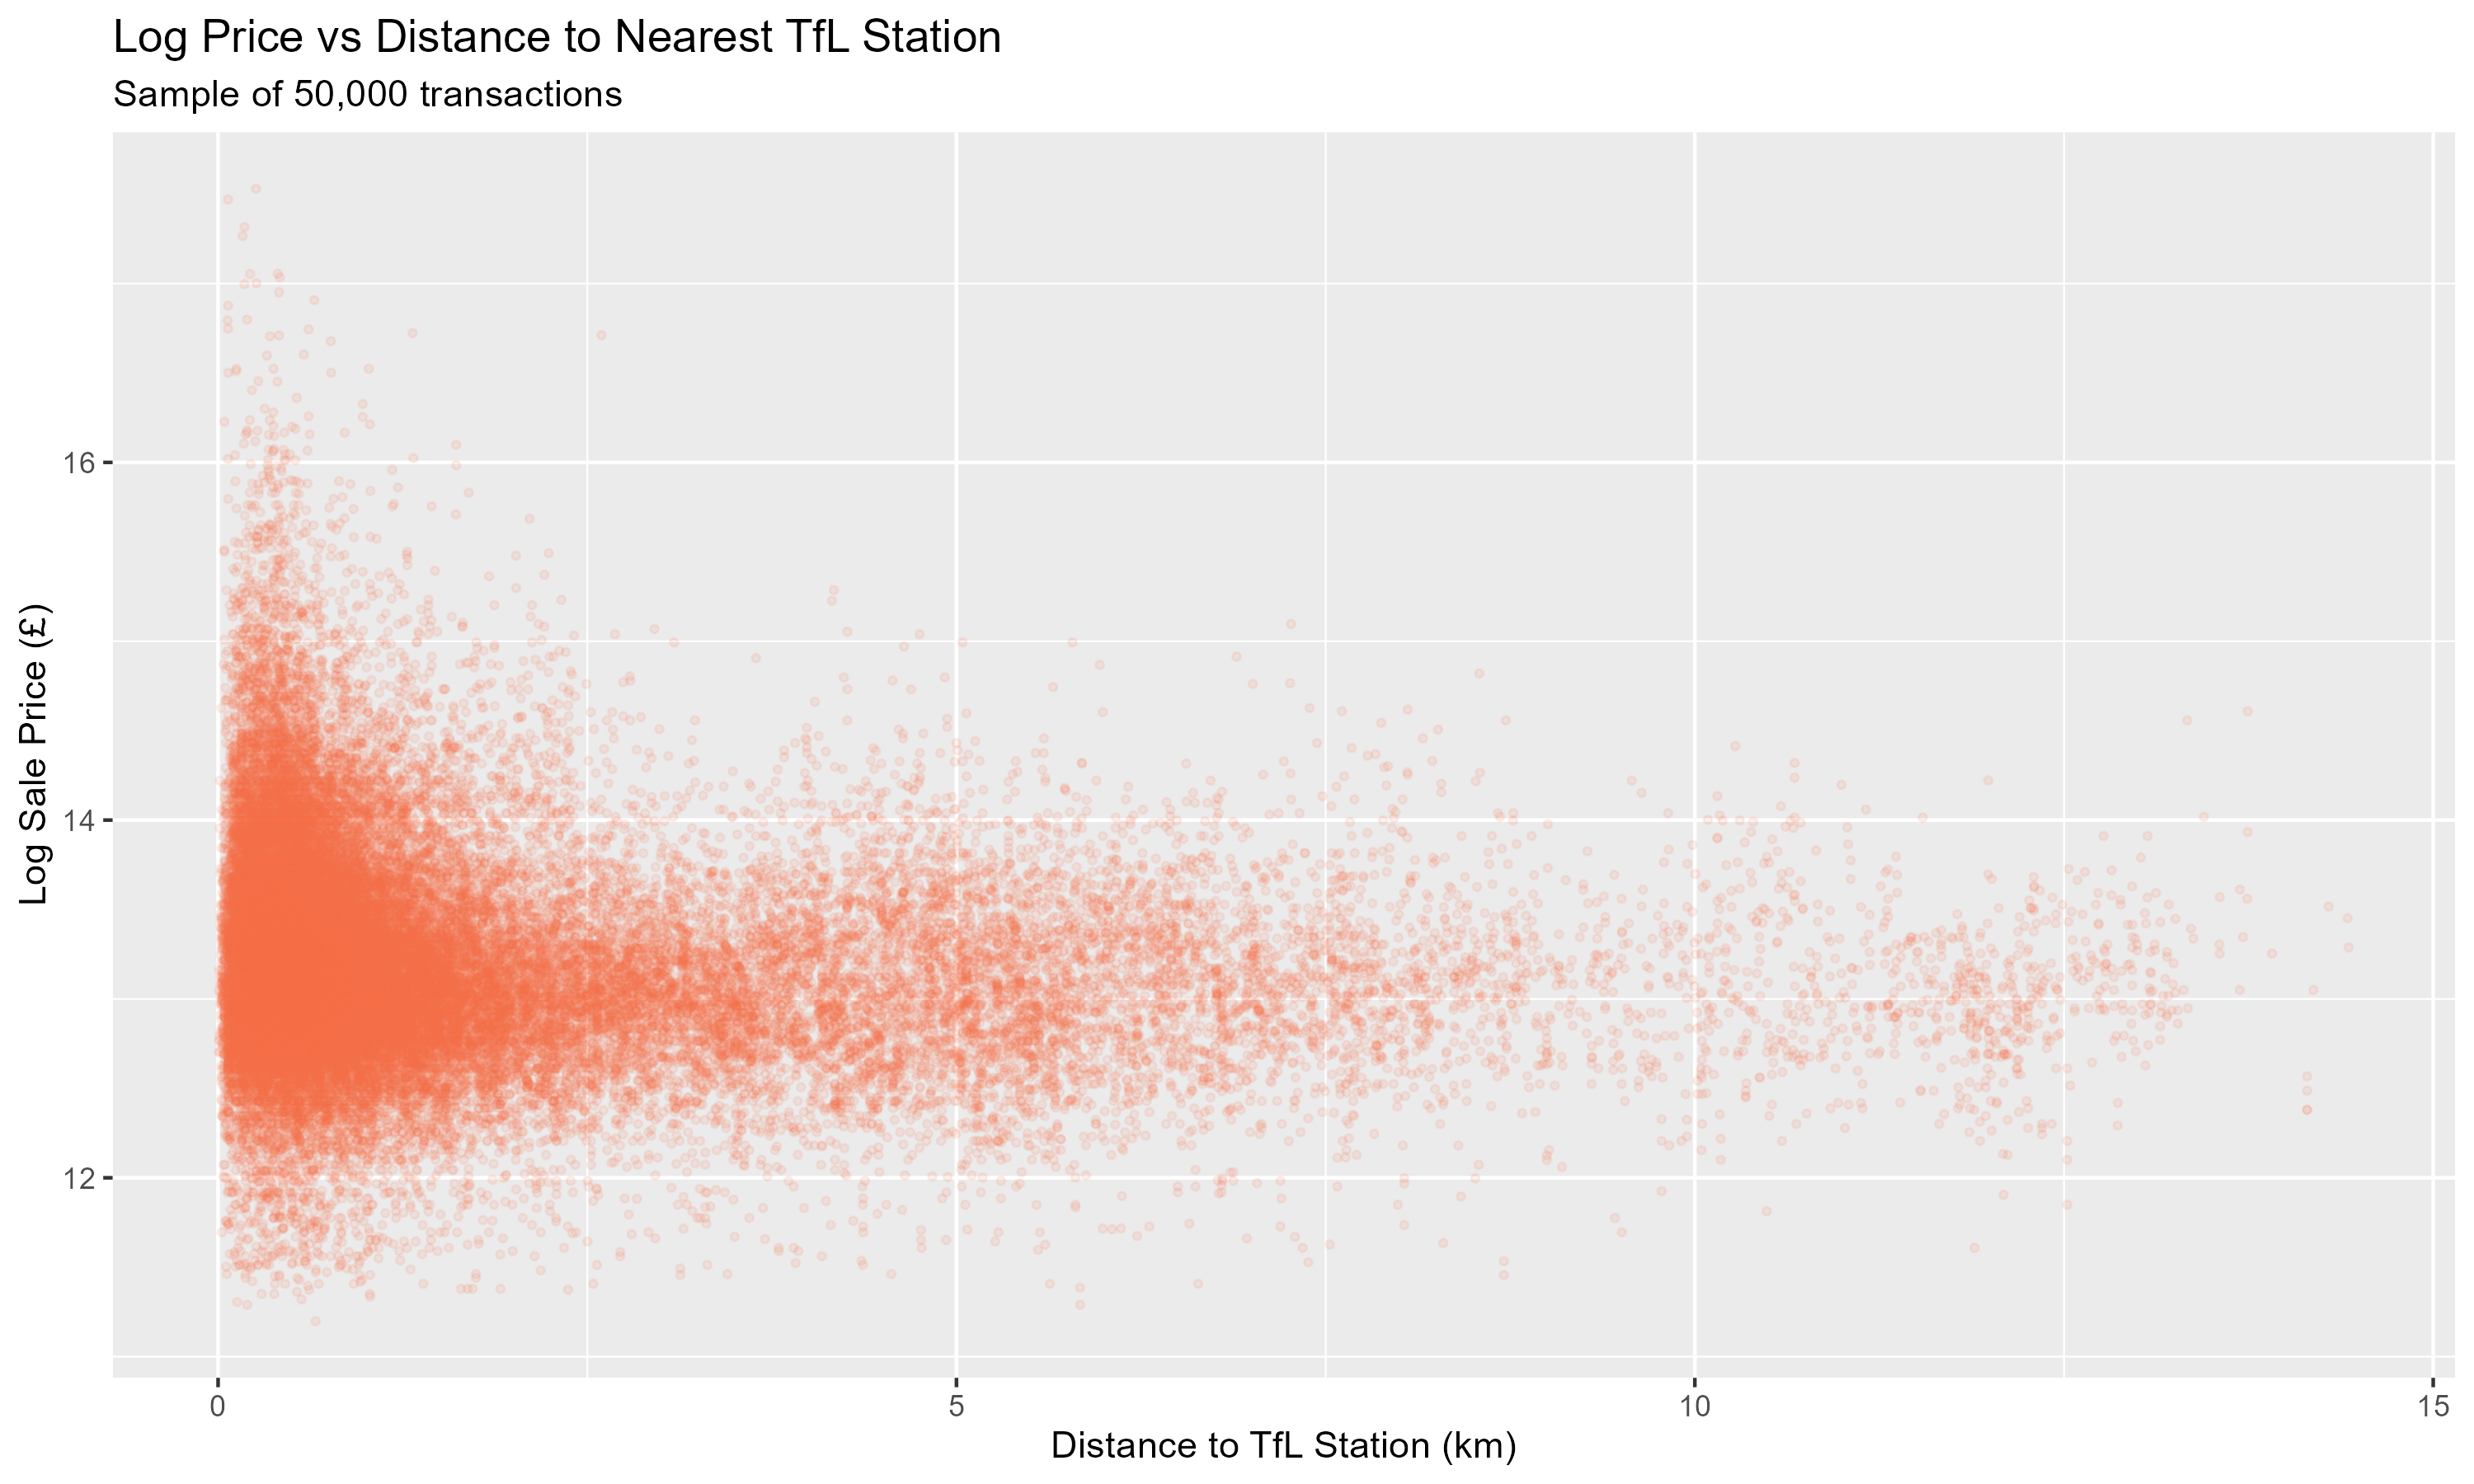 Log Price vs Distance to Nearest TfL Station
Sample of 50,000 transactions
Log Sale Price (£)
16
14
12
0 5 10 15
Distance to TfL Station (km)